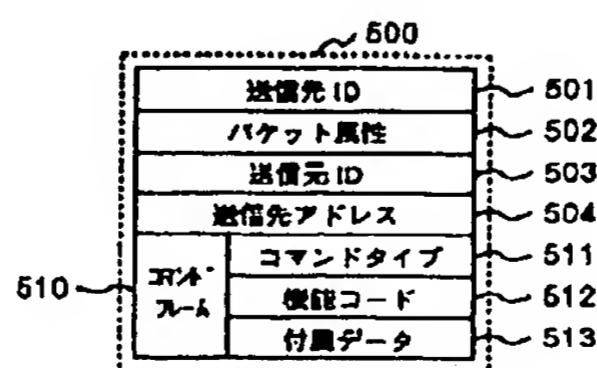 500
送信先ID 501
パケット属性 502
送信元ID 503
送信先アドレス 504
コマンドタイプ 511
510 コマンド
フレーム
機能コード 512
付属データ 513